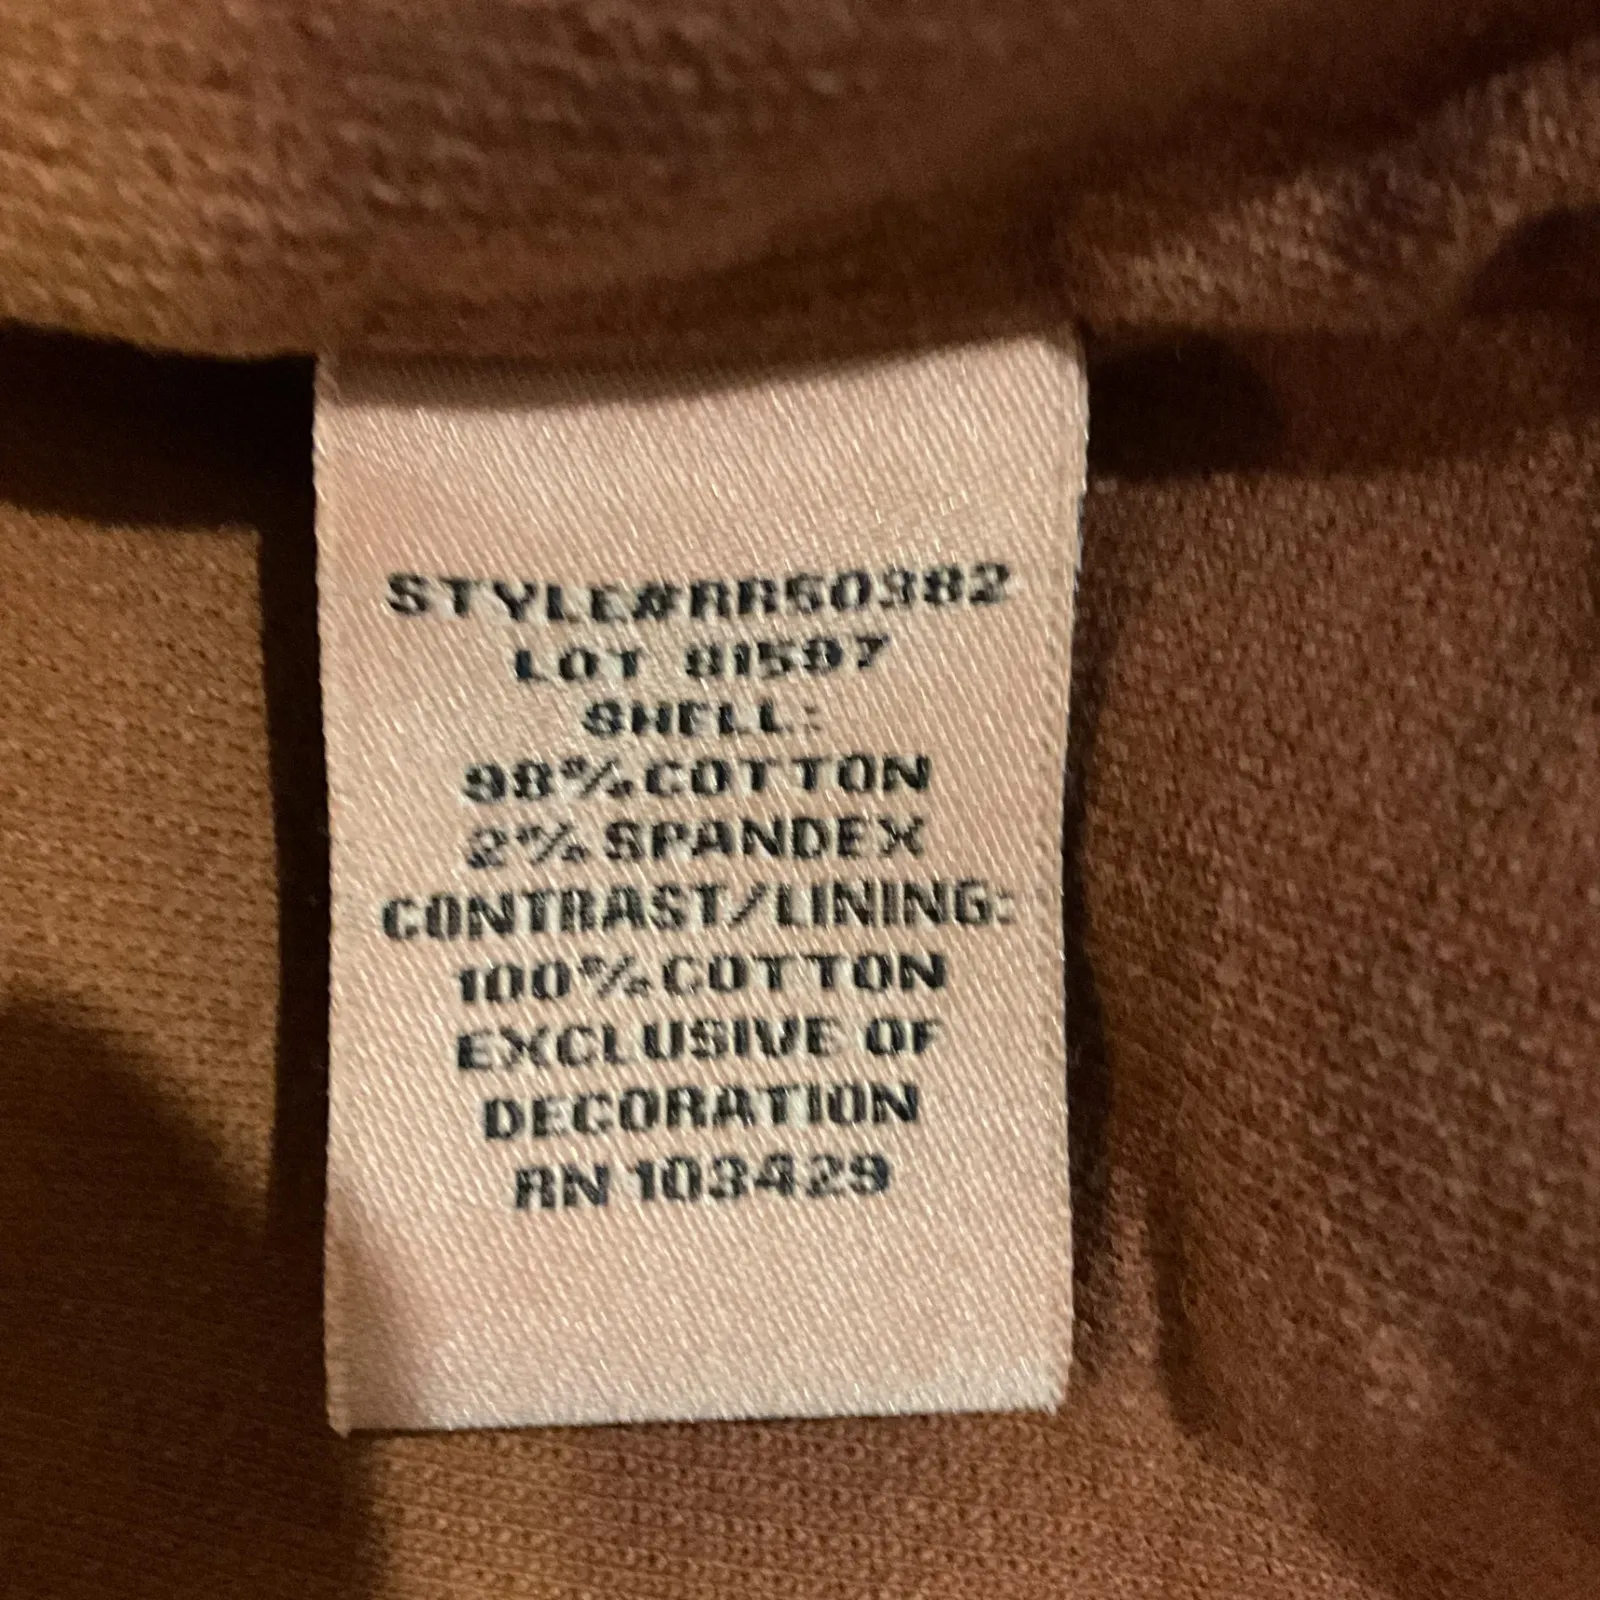 STYLE#RR50382
LOT 81597
SHELL:
98% COTTON
2% SPANDEX
CONTRAST/LINING:
100% COTTON
EXCLUSIVE OF
DECORATION
RN 103429